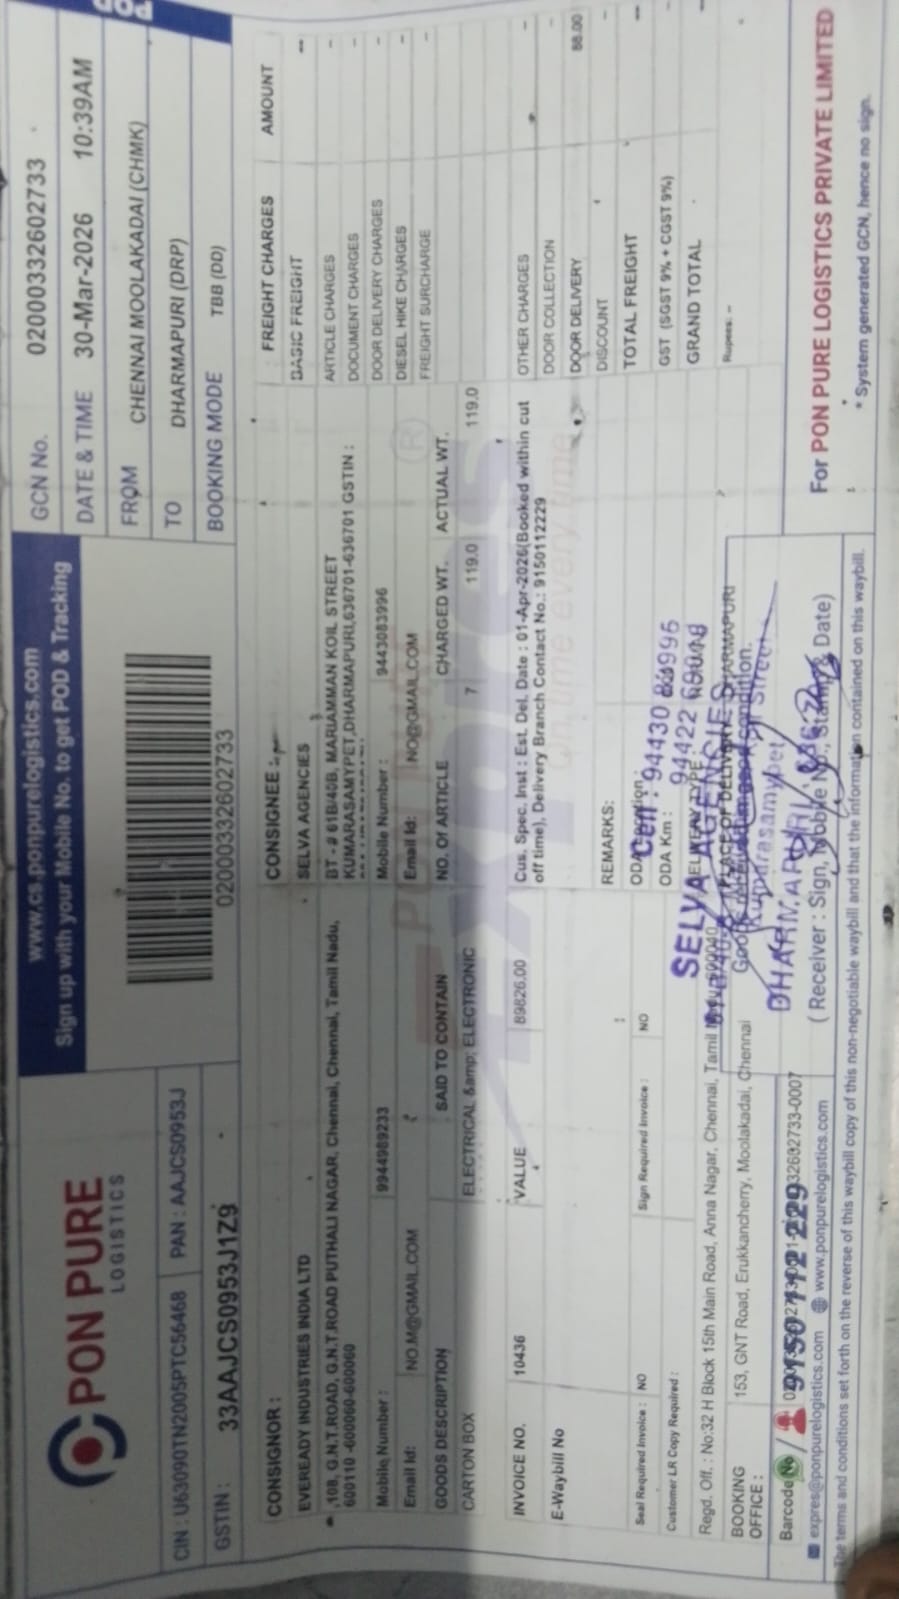 POD
PON PURE
LOGISTICS
www.cs.ponpurelogistics.com
Sign up with your Mobile No. to get POD & Tracking
GCN No. 02000332602733
DATE & TIME 30-Mar-2026 10:39AM
FROM CHENNAI MOOLAKADAI (CHMK)
TO DHARMAPURI (DRP)
BOOKING MODE TBB (DD)
CIN : U63090TN2005PTC56468 PAN : AAJCS0953J
GSTIN : 33AAJCS0953J1Z9
02000332602733
CONSIGNOR :
EVEREADY INDUSTRIES INDIA LTD
,108, G.N.T.ROAD, G.N.T.ROAD PUTHALI NAGAR, Chennai, Chennai, Tamil Nadu,
600110 -600060-600060
Mobile Number : 9944989233
Email Id: NO.M@GMAIL.COM
CONSIGNEE :
SELVA AGENCIES
BT - # 61B/40B, MARIAMMAN KOIL STREET
KUMARASAMYPET,DHARMAPURI,636701-636701 GSTIN :
Mobile Number : 9443083996
Email Id: NO@GMAIL.COM
GOODS DESCRIPTION SAID TO CONTAIN NO. Of ARTICLE CHARGED WT. ACTUAL WT.
CARTON BOX ELECTRICAL &amp; ELECTRONIC 7 119.0 119.0
INVOICE NO. 10436 VALUE 89826.00
E-Waybill No
Cus. Spec. Inst : Est. Del. Date : 01-Apr-2026(Booked within cut
off time), Delivery Branch Contact No.: 9150112229
REMARKS:
ODA Km :
Seal Required Invoice : NO Sign Required Invoice : NO
Customer LR Copy Required :
FREIGHT CHARGES AMOUNT
BASIC FREIGHT --
ARTICLE CHARGES -
DOCUMENT CHARGES -
DOOR DELIVERY CHARGES -
DIESEL HIKE CHARGES -
FREIGHT SURCHARGE -
OTHER CHARGES -
DOOR COLLECTION -
DOOR DELIVERY 88.00
DISCOUNT -
TOTAL FREIGHT --
GST (SGST 9% + CGST 9%) -
GRAND TOTAL --
Rupees: --
Cell : 94430 83996
94422 69018
SELVA AGENCIES
Kumarasamypet
DHARMAPURI
Regd. Off. : No:32 H Block 15th Main Road, Anna Nagar, Chennai, Tamil
BOOKING OFFICE : 153, GNT Road, Erukkancherry, Moolakadai, Chennai
( Receiver : Sign, Mobile No., Stamp & Date)
For PON PURE LOGISTICS PRIVATE LIMITED
* System generated GCN, hence no sign.
9150 112 229
expres@ponpurelogistics.com www.ponpurelogistics.com
The terms and conditions set forth on the reverse of this waybill copy of this non-negotiable waybill and that the information contained on this waybill.